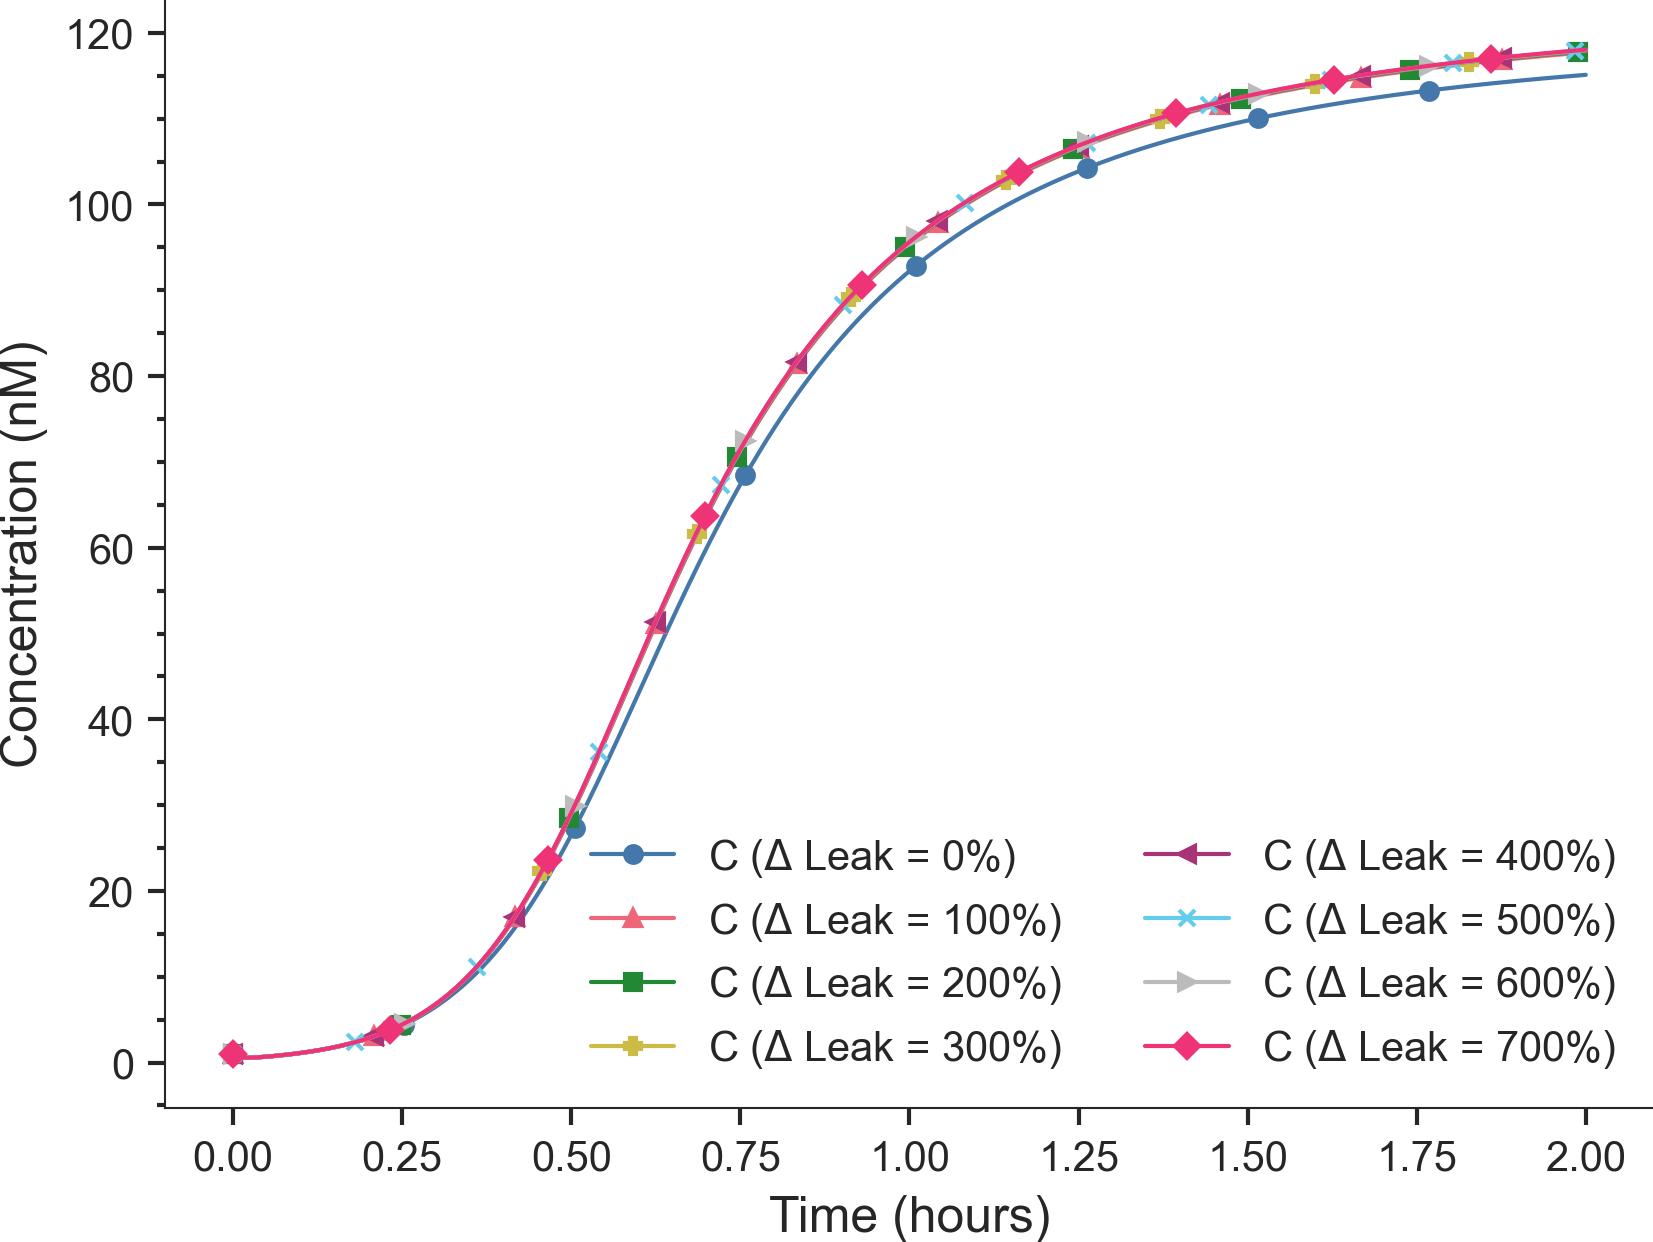 120
100
80
60
40
20
0
Concentration (nM)
C (Δ Leak = 0%)
C (Δ Leak = 100%)
C (Δ Leak = 200%)
C (Δ Leak = 300%)
C (Δ Leak = 400%)
C (Δ Leak = 500%)
C (Δ Leak = 600%)
C (Δ Leak = 700%)
0.00 0.25 0.50 0.75 1.00 1.25 1.50 1.75 2.00
Time (hours)